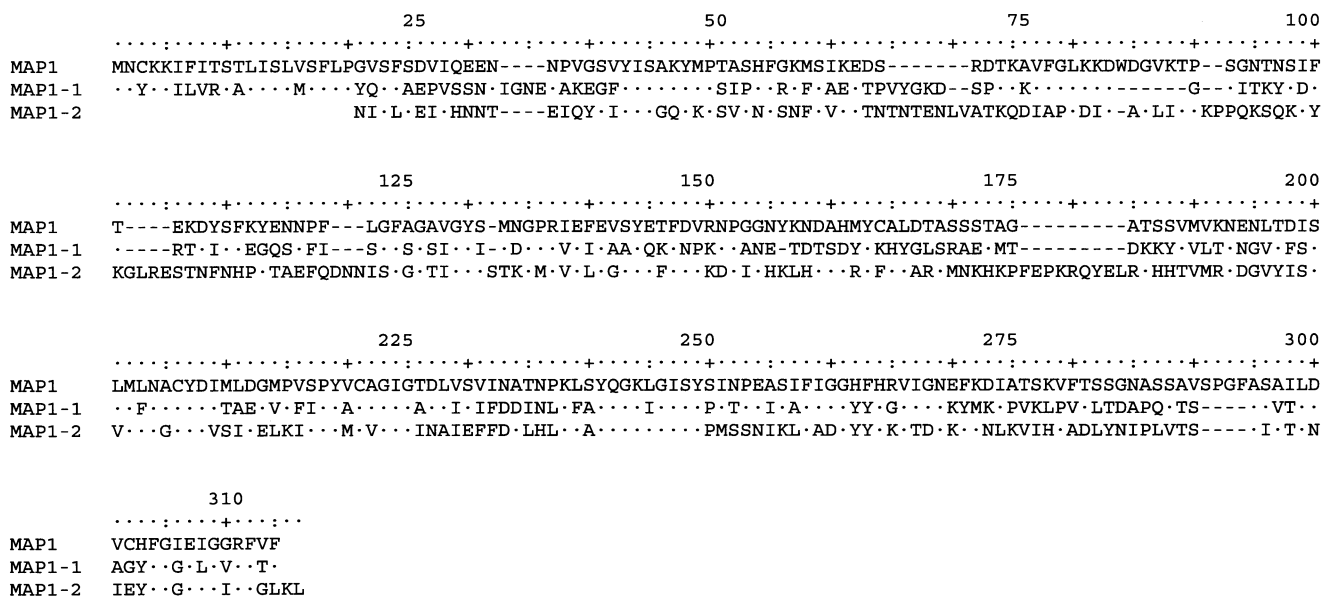 25 50 75 100
····:····+····:····+····:····+····:····+····:····+····:····+····:····+····:····+····:····+····:····+
MAP1 MNCKKIFITSTLISLVSFLPGVSFSDVIQEEN----NPVGSVYISAKYMPTASHFGKMSIKEDS-------RDTKAVFGLKKDWDGVKTP--SGNTNSIF
MAP1-1 ··Y··ILVR·A····M····YQ··AEPVSSN·IGNE·AKEGF········SIP··R·F·AE·TPVYGKD--SP··K·············G···ITKY·D·
MAP1-2 NI·L·EI·HNNT----EIQY·I···GQ·K·SV·N·SNF·V··TNTNTENLVATKQDIAP·DI··-A·LI··KPPQKSQK·Y
125 150 175 200
····:····+····:····+····:····+····:····+····:····+····:····+····:····+····:····+····:····+····:····+
MAP1 T----EKDYSFKYENNPF---LGFAGAVGYS-MNGPRIEFEVSYETFDVRNPGGNYKNDAHMYCALDTASSSTAG---------ATSSVMVKNENLTDIS
MAP1-1 ·----RT·I··EGQS·FI---S··S·SI··I··D···V·I·AA·QK·NPK··ANE·TDTSDY·KHYGLSRAE·MT---------DKKY·VLT·NGV·FS·
MAP1-2 KGLRESTNFNHP·TAEFQDNNIS·G·TI···STK·M·V·L·G···F···KD·I·HKLH···R·F··AR·MNKHKPFEPKRQYELR·HHTVMR·DGVYIS·
225 250 275 300
····:····+····:····+····:····+····:····+····:····+····:····+····:····+····:····+····:····+····:····+
MAP1 LMLNACYDIMLDGMPVSPYVCAGIGTDLVSVINATNPKLSYQGKLGISYSINPEASIFIGGHFHRVIGNEFKDIATSKVFTSSGNASSAVSPGFASAILD
MAP1-1 ··F······TAE·V·FI··A·····A··I·IFDDINL·FA····I····P·T··I·A····YY·G····KYMK·PVKLPV·LTDAPQ·TS-----·VT··
MAP1-2 V···G···VSI·ELKI···M·V···INAIEFFD·LHL··A·········PMSSNIKL·AD·YY·K·TD·K··NLKVIH·ADLYNIPLVTS-----·I·T·N
310
····:····+····:··
MAP1 VCHFGIEIGGRFVF
MAP1-1 AGY··G·L·V··T·
MAP1-2 IEY··G···I··GLKL